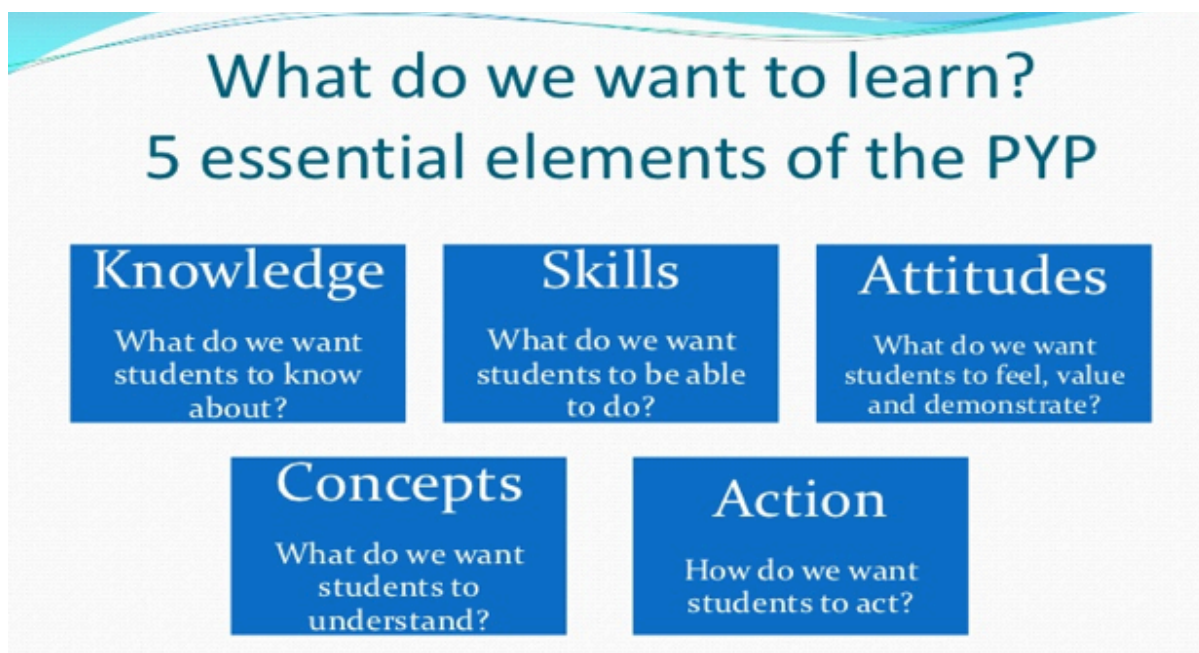 What do we want to learn?
5 essential elements of the PYP
Knowledge
What do we want
students to know
about?
Skills
What do we want
students to be able
to do?
Attitudes
What do we want
students to feel, value
and demonstrate?
Concepts
What do we want
students to
understand?
Action
How do we want
students to act?